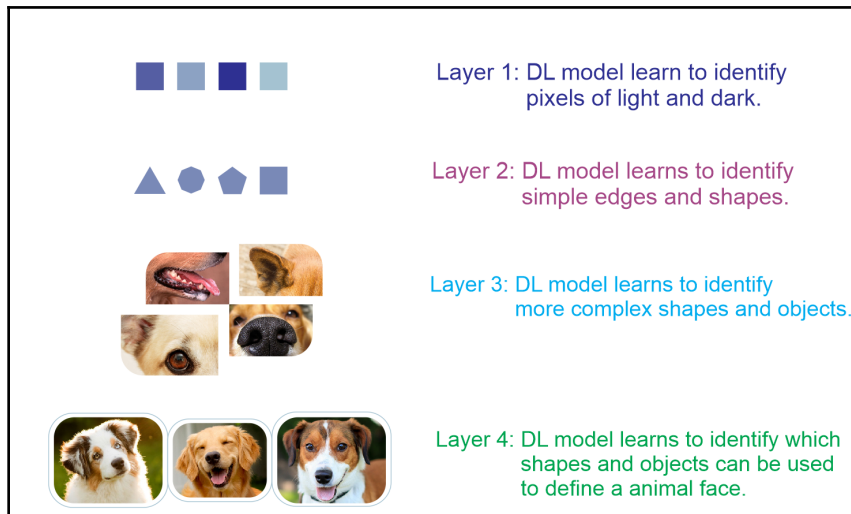 Layer 1: DL model learn to identify
pixels of light and dark.
Layer 2: DL model learns to identify
simple edges and shapes.
Layer 3: DL model learns to identify
more complex shapes and objects.
Layer 4: DL model learns to identify which
shapes and objects can be used
to define a animal face.